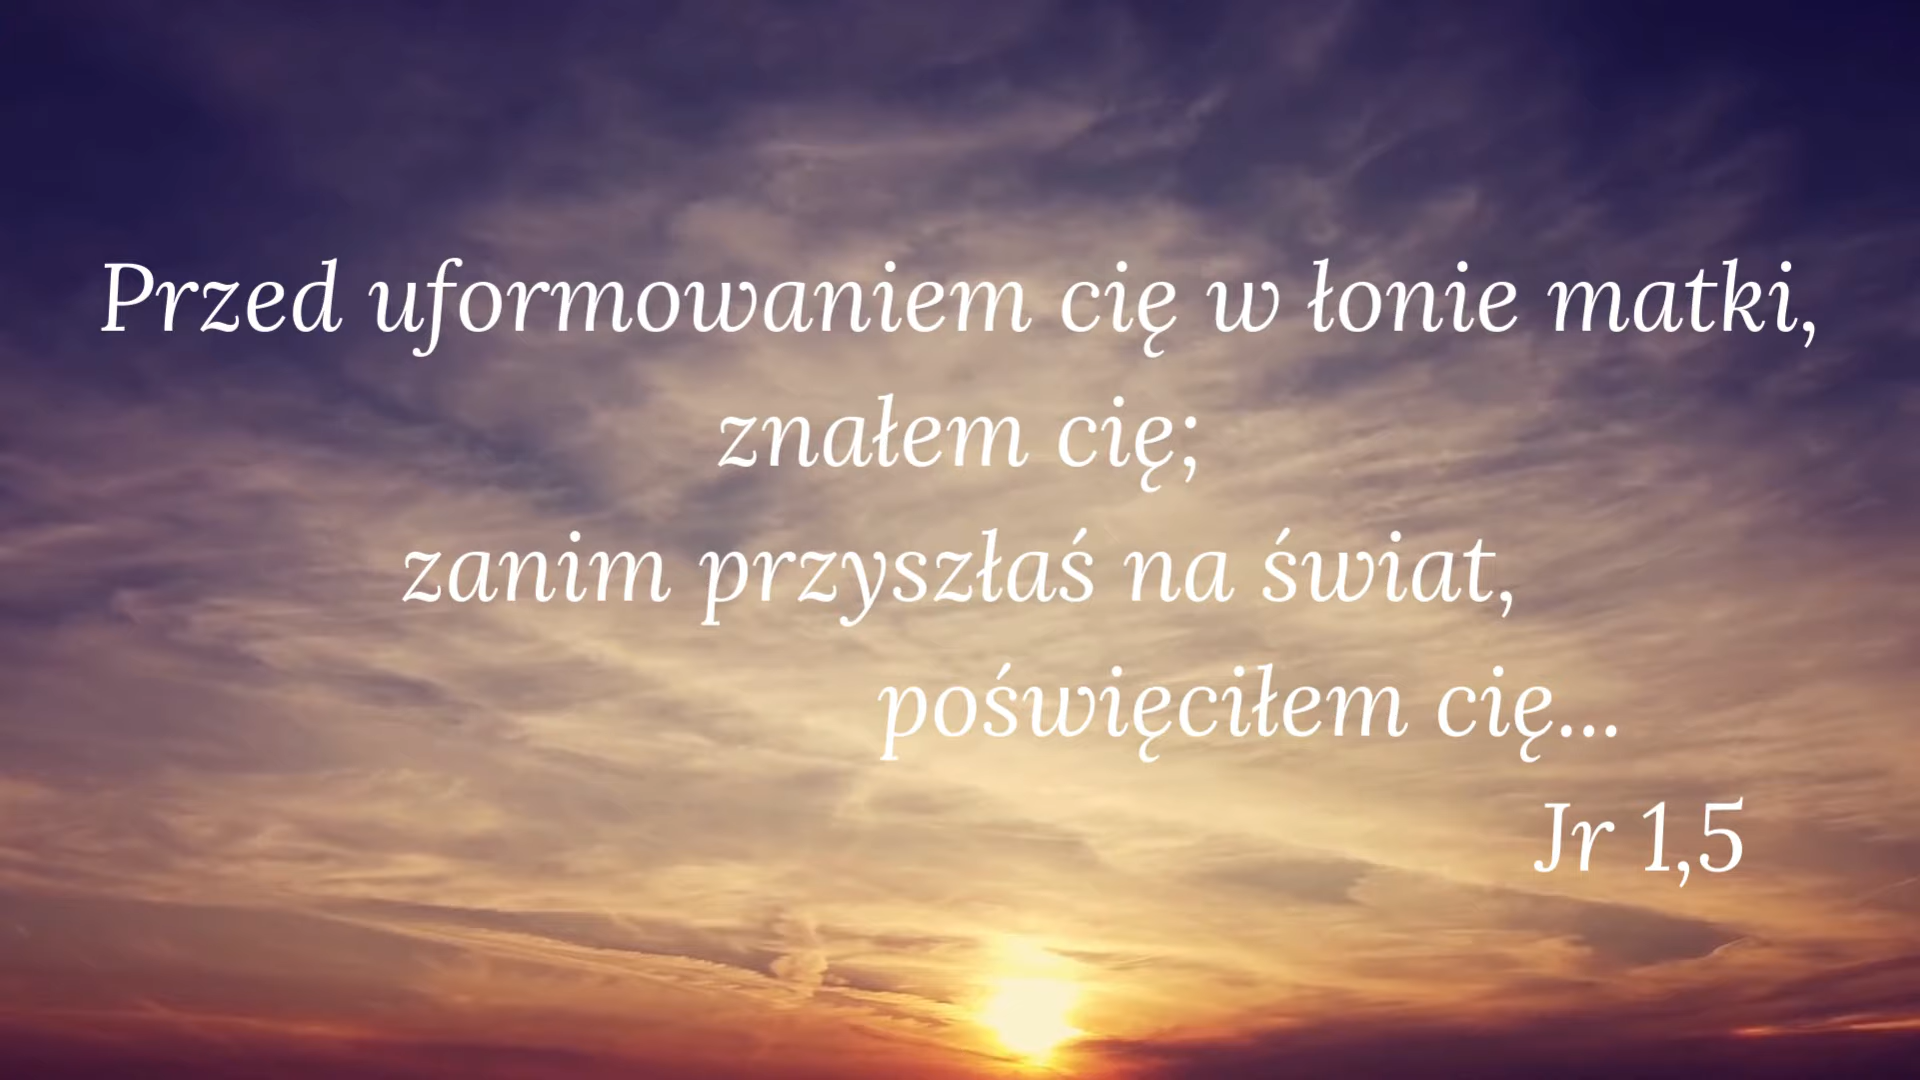 Przed uformowaniem cię w łonie matki,
znałem cię;
zanim przyszłaś na świat,
poświęciłem cię...
Jr 1,5